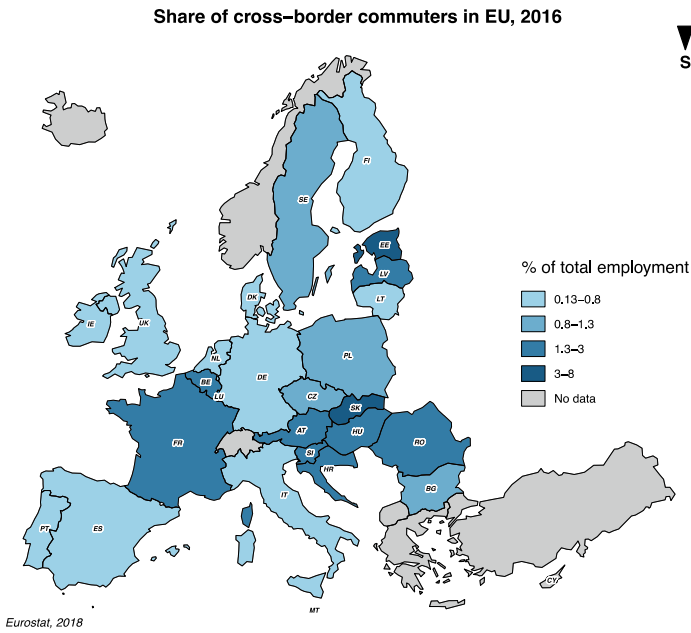 Share of cross–border commuters in EU, 2016
S
FI
SE
EE
LV
LT
DK
IE
UK
NL
BE
LU
DE
PL
CZ
SK
AT
HU
SI
HR
RO
BG
FR
IT
PT
ES
CY
MT
% of total employment
0.13–0.8
0.8–1.3
1.3–3
3–8
No data
Eurostat, 2018